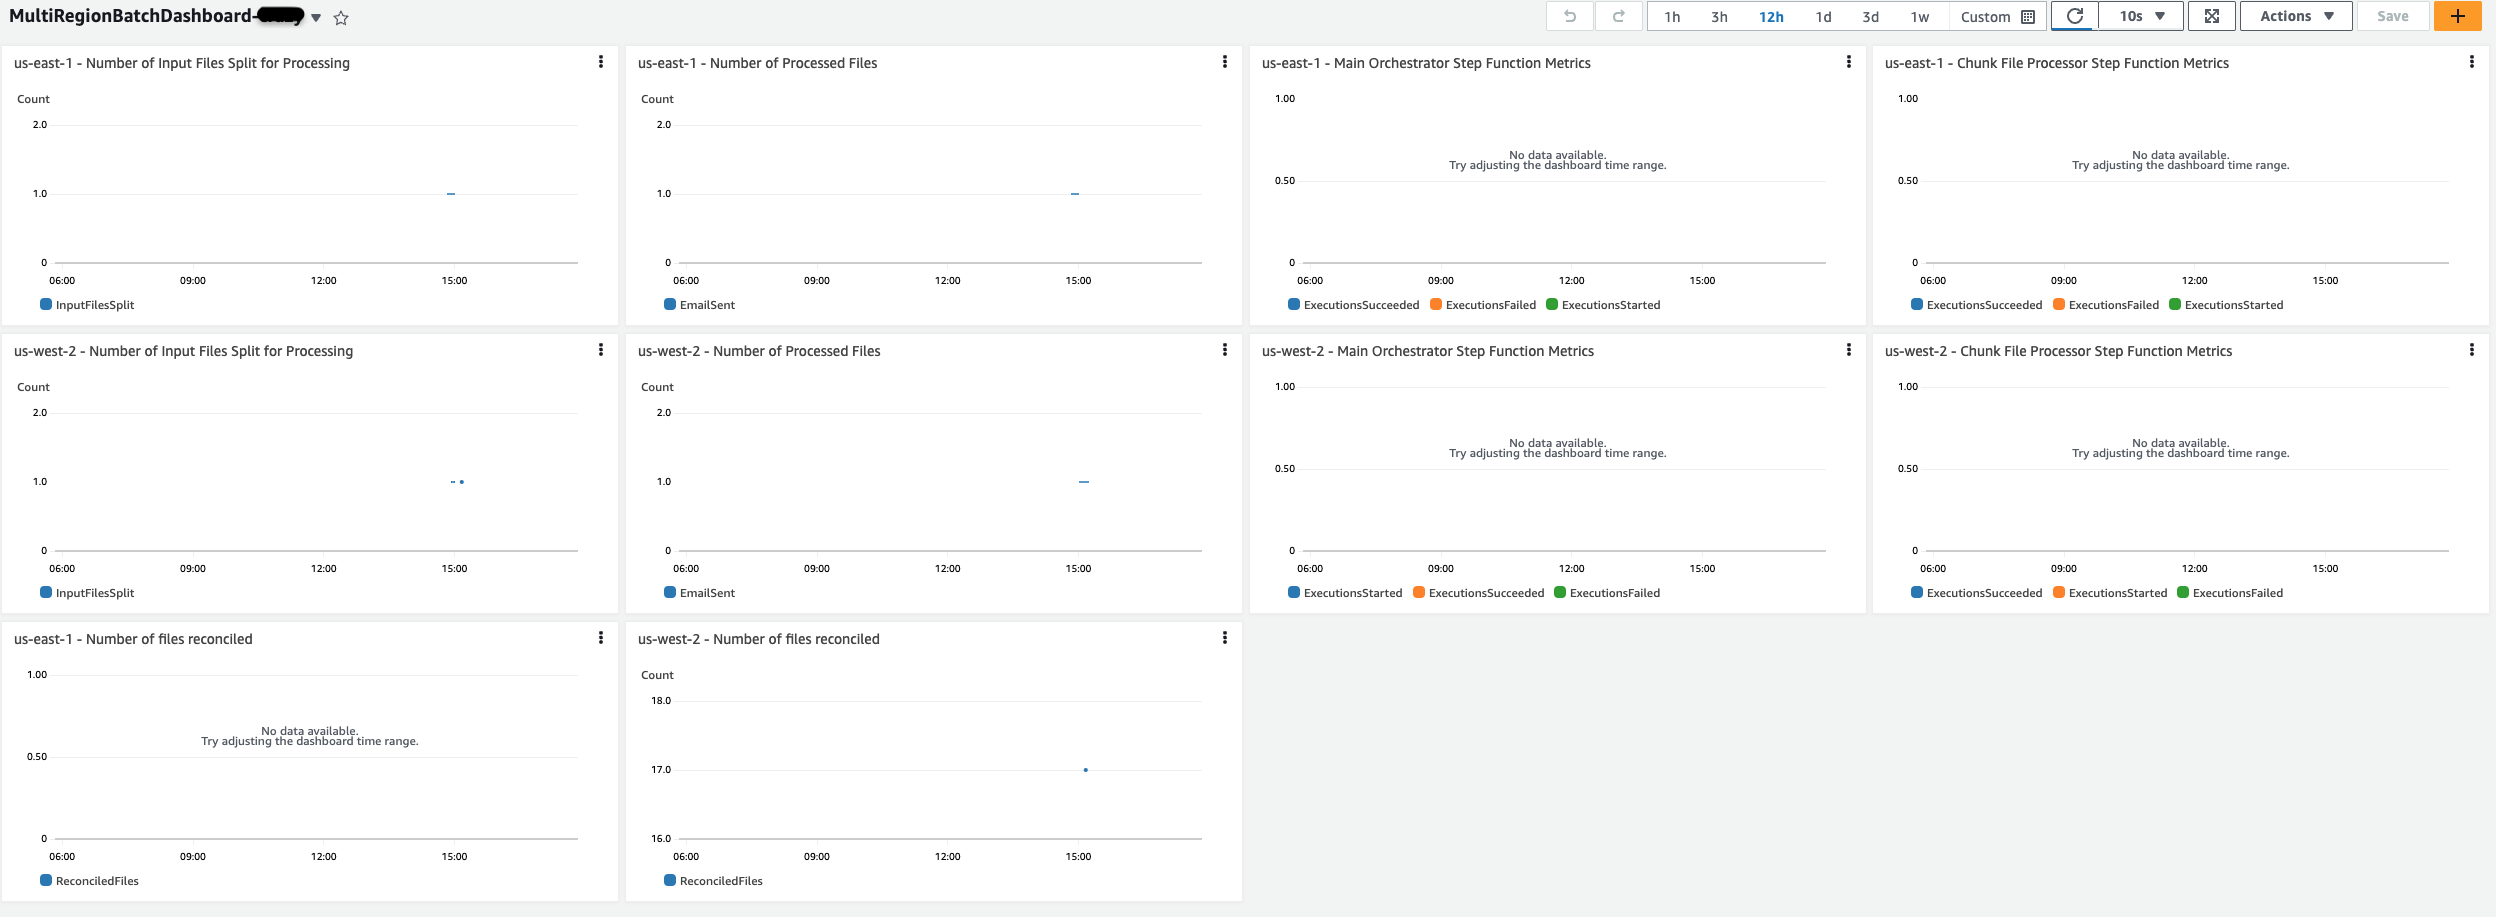 MultiRegionBatchDashboard-
1h 3h 12h 1d 3d 1w Custom 10s Actions Save +
us-east-1 - Number of Input Files Split for Processing
Count
2.0
1.0
0
06:00 09:00 12:00 15:00
InputFilesSplit
us-east-1 - Number of Processed Files
Count
2.0
1.0
0
06:00 09:00 12:00 15:00
EmailSent
us-east-1 - Main Orchestrator Step Function Metrics
1.00
No data available.
Try adjusting the dashboard time range.
0.50
0
06:00 09:00 12:00 15:00
ExecutionsSucceeded ExecutionsFailed ExecutionsStarted
us-east-1 - Chunk File Processor Step Function Metrics
1.00
No data available.
Try adjusting the dashboard time range.
0.50
0
06:00 09:00 12:00 15:00
ExecutionsSucceeded ExecutionsFailed ExecutionsStarted
us-west-2 - Number of Input Files Split for Processing
Count
2.0
1.0
0
06:00 09:00 12:00 15:00
InputFilesSplit
us-west-2 - Number of Processed Files
Count
2.0
1.0
0
06:00 09:00 12:00 15:00
EmailSent
us-west-2 - Main Orchestrator Step Function Metrics
1.00
No data available.
Try adjusting the dashboard time range.
0.50
0
06:00 09:00 12:00 15:00
ExecutionsStarted ExecutionsSucceeded ExecutionsFailed
us-west-2 - Chunk File Processor Step Function Metrics
1.00
No data available.
Try adjusting the dashboard time range.
0.50
0
06:00 09:00 12:00 15:00
ExecutionsSucceeded ExecutionsStarted ExecutionsFailed
us-east-1 - Number of files reconciled
1.00
No data available.
Try adjusting the dashboard time range.
0.50
0
06:00 09:00 12:00 15:00
ReconciledFiles
us-west-2 - Number of files reconciled
Count
18.0
17.0
16.0
06:00 09:00 12:00 15:00
ReconciledFiles